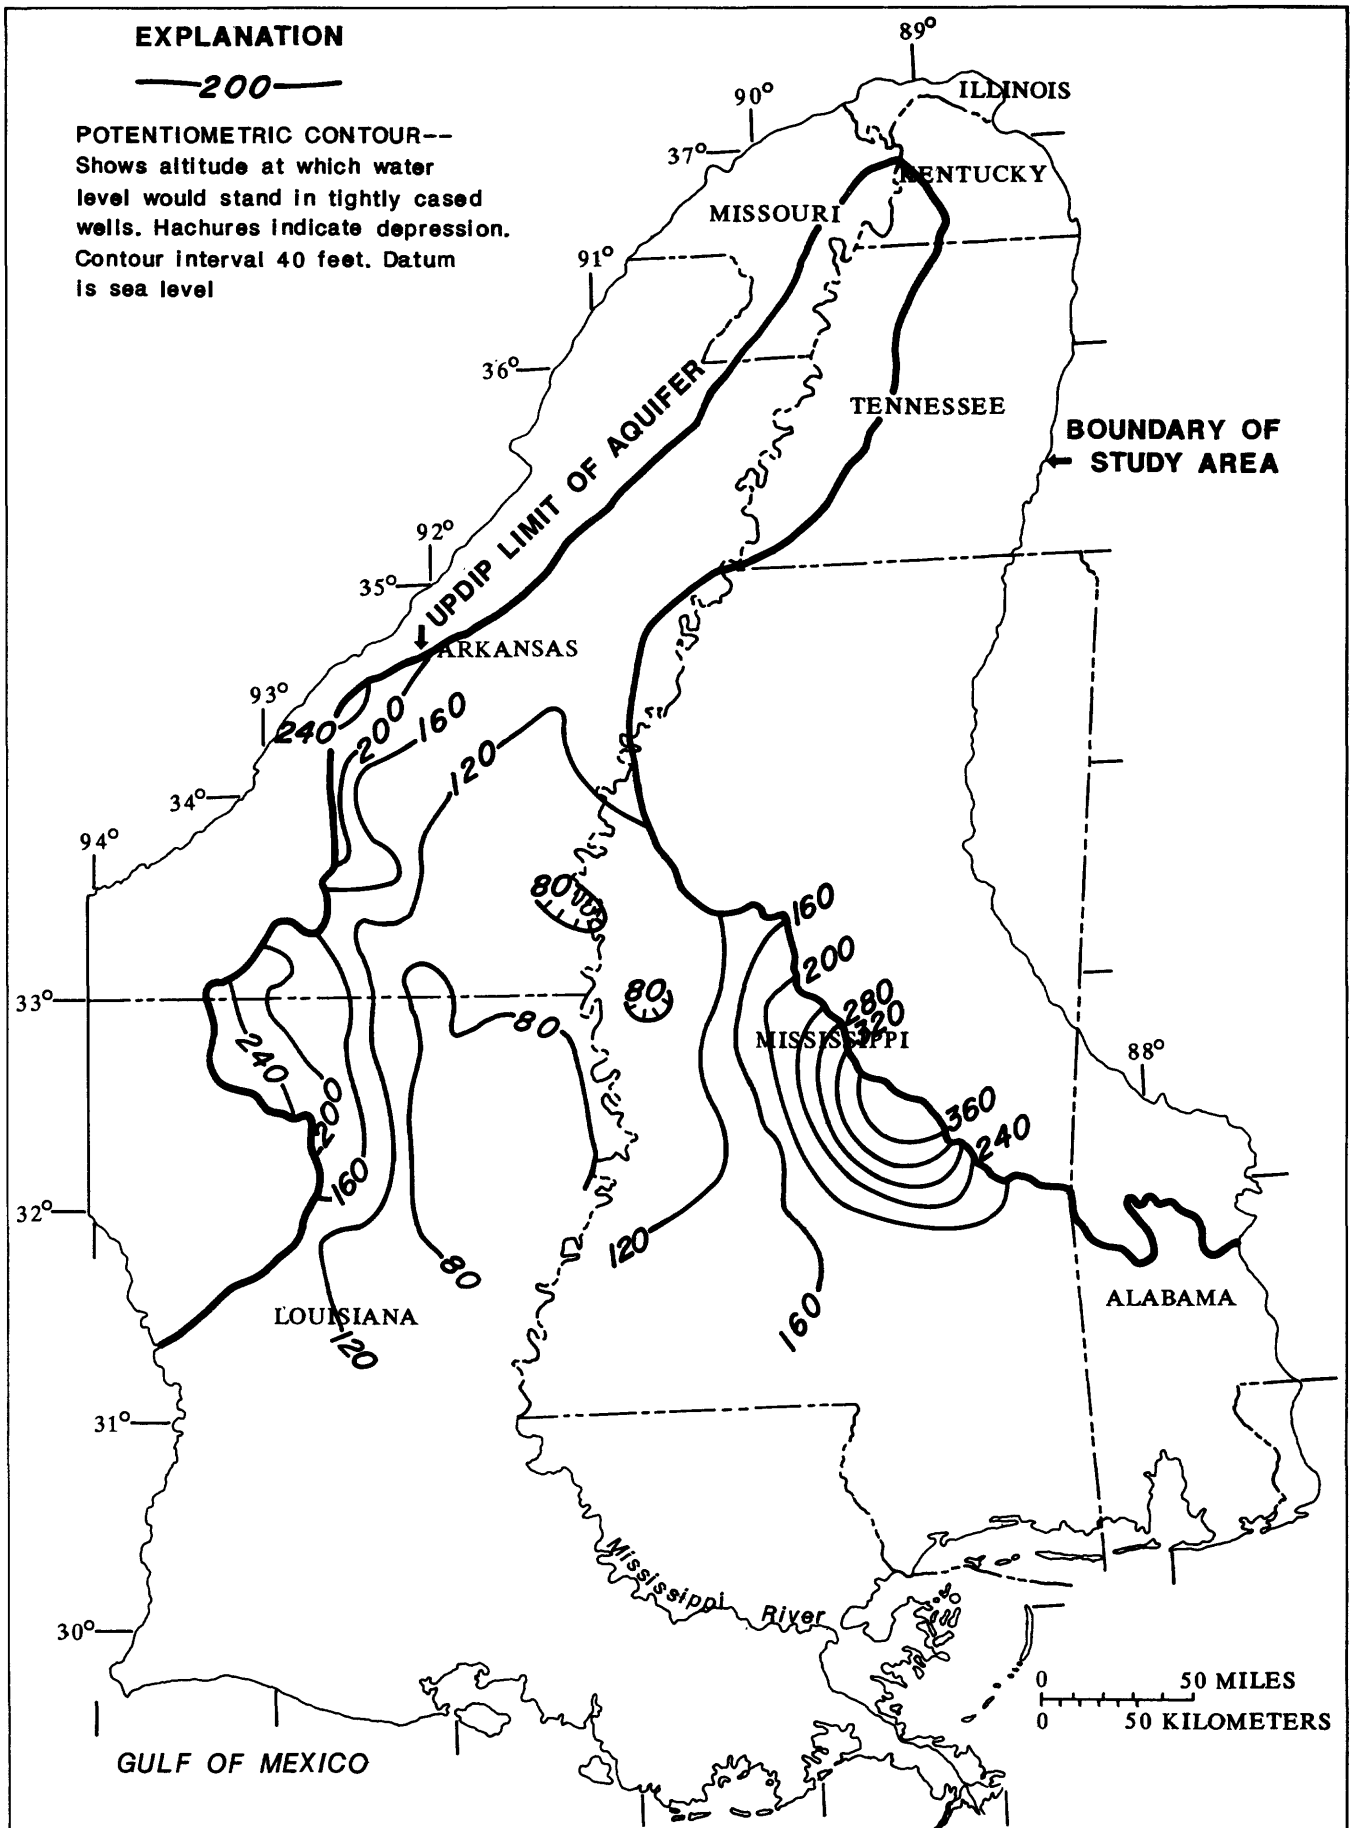 EXPLANATION
200
POTENTIOMETRIC CONTOUR--
Shows altitude at which water
level would stand in tightly cased
wells. Hachures indicate depression.
Contour interval 40 feet. Datum
is sea level
89°
ILLINOIS
90°
37°
KENTUCKY
MISSOURI
91°
36°
TENNESSEE
BOUNDARY OF
STUDY AREA
UPDIP LIMIT OF AQUIFER
92°
35°
ARKANSAS
93°
240
200
160
120
34°
94°
80
160
200
33°
80
280
320
80
MISSISSIPPI
240
88°
200
360
240
160
32°
120
80
ALABAMA
LOUISIANA
160
120
31°
Mississippi River
30°
0 50 MILES
0 50 KILOMETERS
GULF OF MEXICO